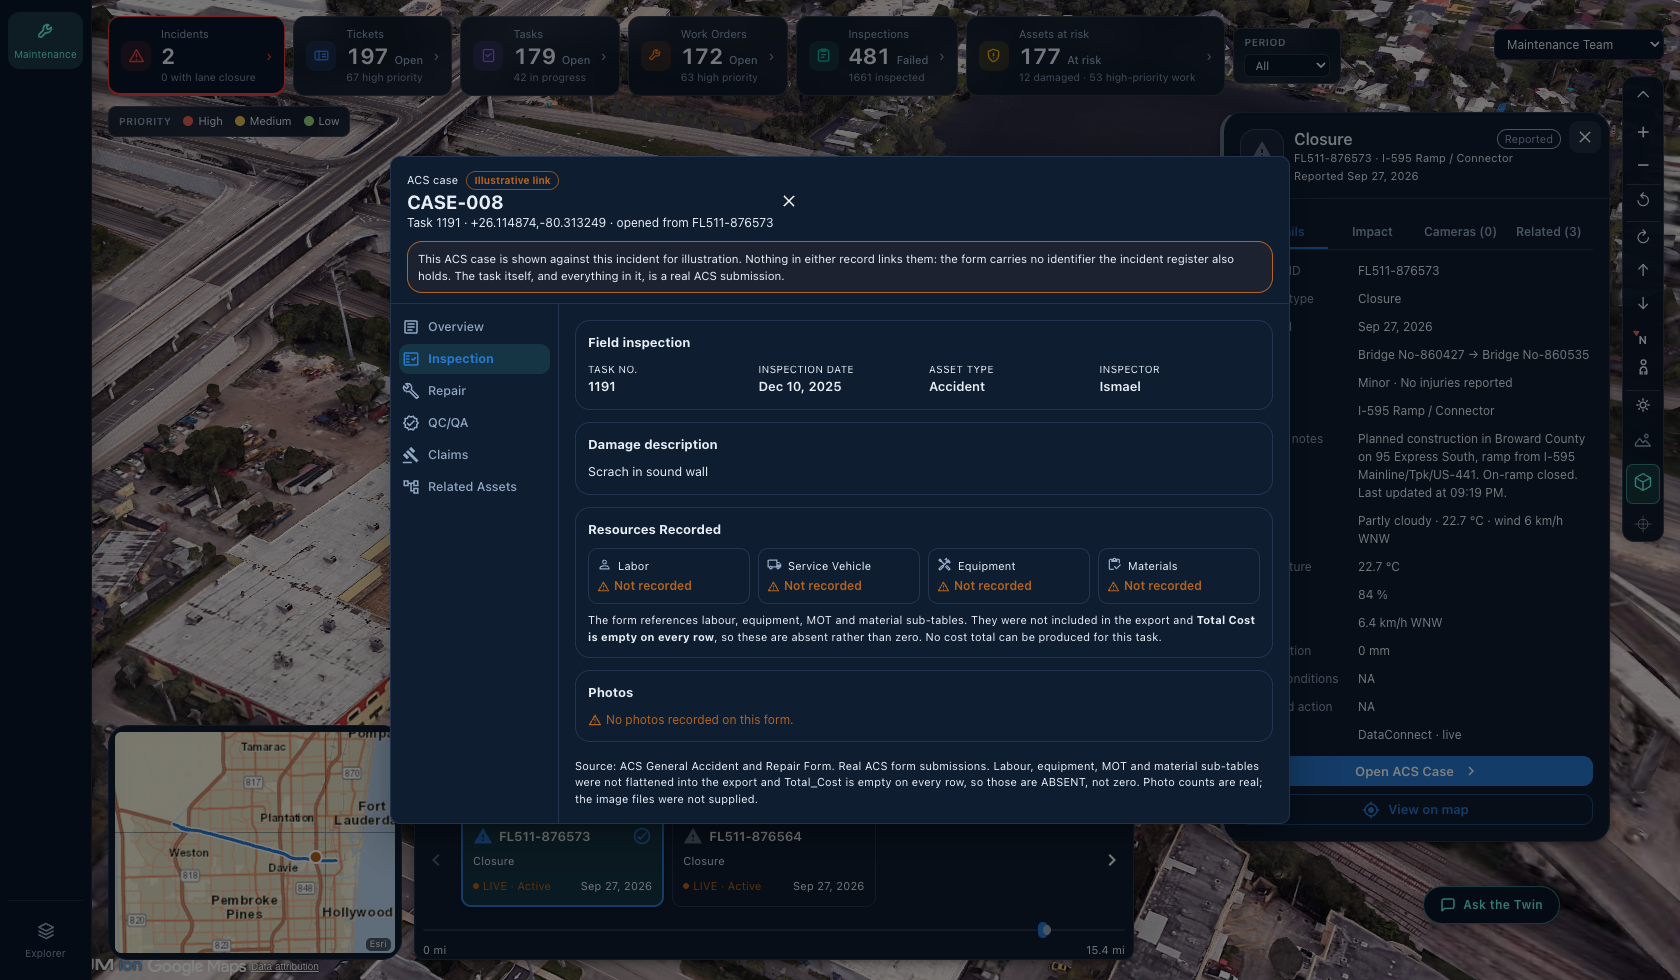 Maintenance
Incidents
2
0 with lane closure
Tickets
197 Open
67 high priority
Tasks
179 Open
42 in progress
Work Orders
172 Open
63 high priority
Inspections
481 Failed
1661 inspected
Assets at risk
177 At risk
12 damaged · 53 high-priority work
PERIOD
All
Maintenance Team
PRIORITY High Medium Low
Closure
Reported
FL511-876573 · I-595 Ramp / Connector
Reported Sep 27, 2026
ACS case Illustrative link
CASE-008
Task 1191 · +26.114874,-80.313249 · opened from FL511-876573
This ACS case is shown against this incident for illustration. Nothing in either record links them: the form carries no identifier the incident register also
holds. The task itself, and everything in it, is a real ACS submission.
Overview
Inspection
Repair
QC/QA
Claims
Related Assets
Field inspection
TASK NO.
1191
INSPECTION DATE
Dec 10, 2025
ASSET TYPE
Accident
INSPECTOR
Ismael
Damage description
Scrach in sound wall
Resources Recorded
Labor
Not recorded
Service Vehicle
Not recorded
Equipment
Not recorded
Materials
Not recorded
The form references labour, equipment, MOT and material sub-tables. They were not included in the export and Total Cost
is empty on every row, so these are absent rather than zero. No cost total can be produced for this task.
Photos
No photos recorded on this form.
Source: ACS General Accident and Repair Form. Real ACS form submissions. Labour, equipment, MOT and material sub-tables
were not flattened into the export and Total_Cost is empty on every row, so those are ABSENT, not zero. Photo counts are real;
the image files were not supplied.
ils Impact Cameras (0) Related (3)
ID FL511-876573
type Closure
Sep 27, 2026
Bridge No-860427 → Bridge No-860535
Minor · No injuries reported
I-595 Ramp / Connector
notes Planned construction in Broward County
on 95 Express South, ramp from I-595
Mainline/Tpk/US-441. On-ramp closed.
Last updated at 09:19 PM.
Partly cloudy · 22.7 °C · wind 6 km/h
WNW
ture 22.7 °C
84 %
6.4 km/h WNW
tion 0 mm
onditions NA
d action NA
DataConnect · live
Open ACS Case
View on map
N
Tamarac
Pomp
817
870
Fort
Lauderda
Plantation
Weston
Davie
818
848
Pembroke
Pines
Hollywood
820
823
Esri
FL511-876573
Closure
LIVE · Active Sep 27, 2026
FL511-876564
Closure
LIVE · Active Sep 27, 2026
0 mi
15.4 mi
Ask the Twin
Explorer
UM ion Google Maps Data attribution